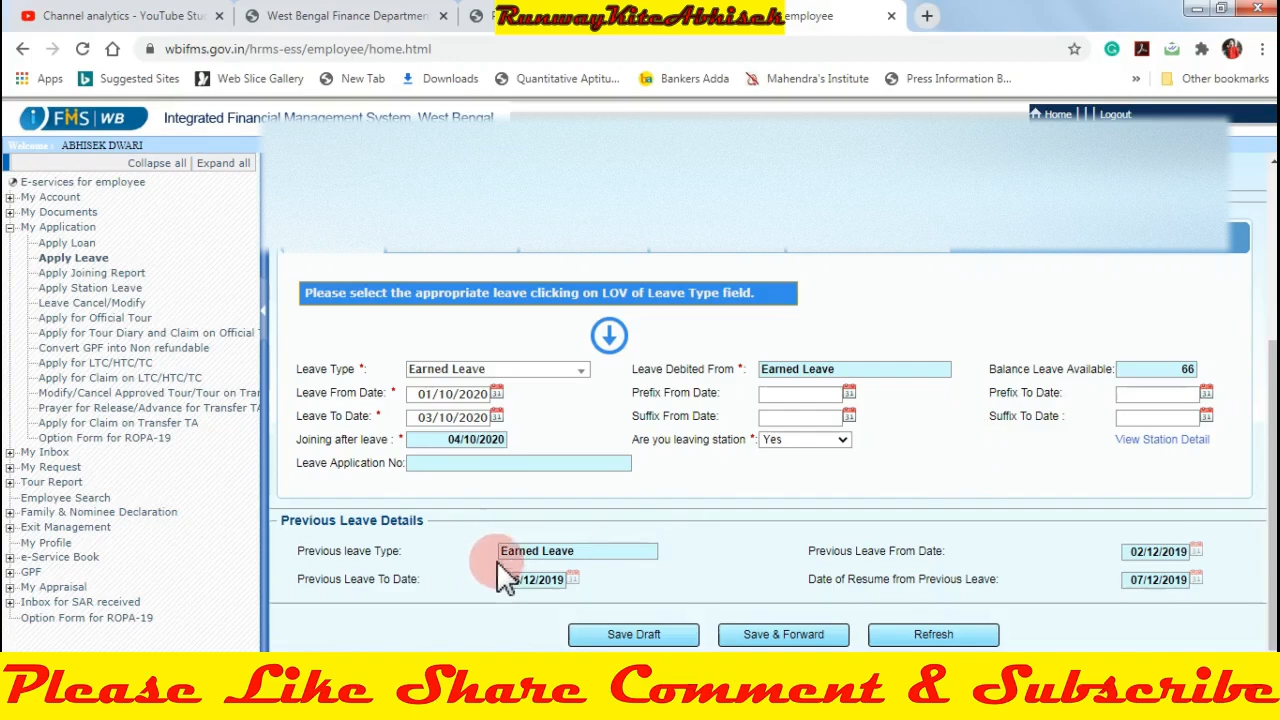 Channel analytics - YouTube Stu
West Bengal Finance Departmen
employee
RunwayKiteAbhisek
wbifms.gov.in/hrms-ess/employee/home.html
Apps
Suggested Sites
Web Slice Gallery
New Tab
Downloads
Quantitative Aptitu...
Bankers Adda
Mahendra's Institute
Press Information B...
Other bookmarks
iFMS|WB
Integrated Financial Management System, West Bengal
Home
Logout
Welcome : ABHISEK DWARI
Collapse all | Expand all
E-services for employee
My Account
My Documents
My Application
Apply Loan
Apply Leave
Apply Joining Report
Apply Station Leave
Leave Cancel/Modify
Apply for Official Tour
Apply for Tour Diary and Claim on Official T
Convert GPF into Non refundable
Apply for LTC/HTC/TC
Apply for Claim on LTC/HTC/TC
Modify/Cancel Approved Tour/Tour on Tran
Prayer for Release/Advance for Transfer TA
Apply for Claim on Transfer TA
Option Form for ROPA-19
My Inbox
My Request
Tour Report
Employee Search
Family & Nominee Declaration
Exit Management
My Profile
e-Service Book
GPF
My Appraisal
Inbox for SAR received
Option Form for ROPA-19
Please select the appropriate leave clicking on LOV of Leave Type field.
Leave Type *: Earned Leave
Leave Debited From *: Earned Leave
Balance Leave Available: 66
Leave From Date: * 01/10/2020
Prefix From Date:
Prefix To Date:
Leave To Date: * 03/10/2020
Suffix From Date:
Suffix To Date :
Joining after leave : * 04/10/2020
Are you leaving station *: Yes
View Station Detail
Leave Application No:
Previous Leave Details
Previous leave Type: Earned Leave
Previous Leave From Date: 02/12/2019
Previous Leave To Date: /12/2019
Date of Resume from Previous Leave: 07/12/2019
Save Draft
Save & Forward
Refresh
Please Like Share Comment & Subscribe